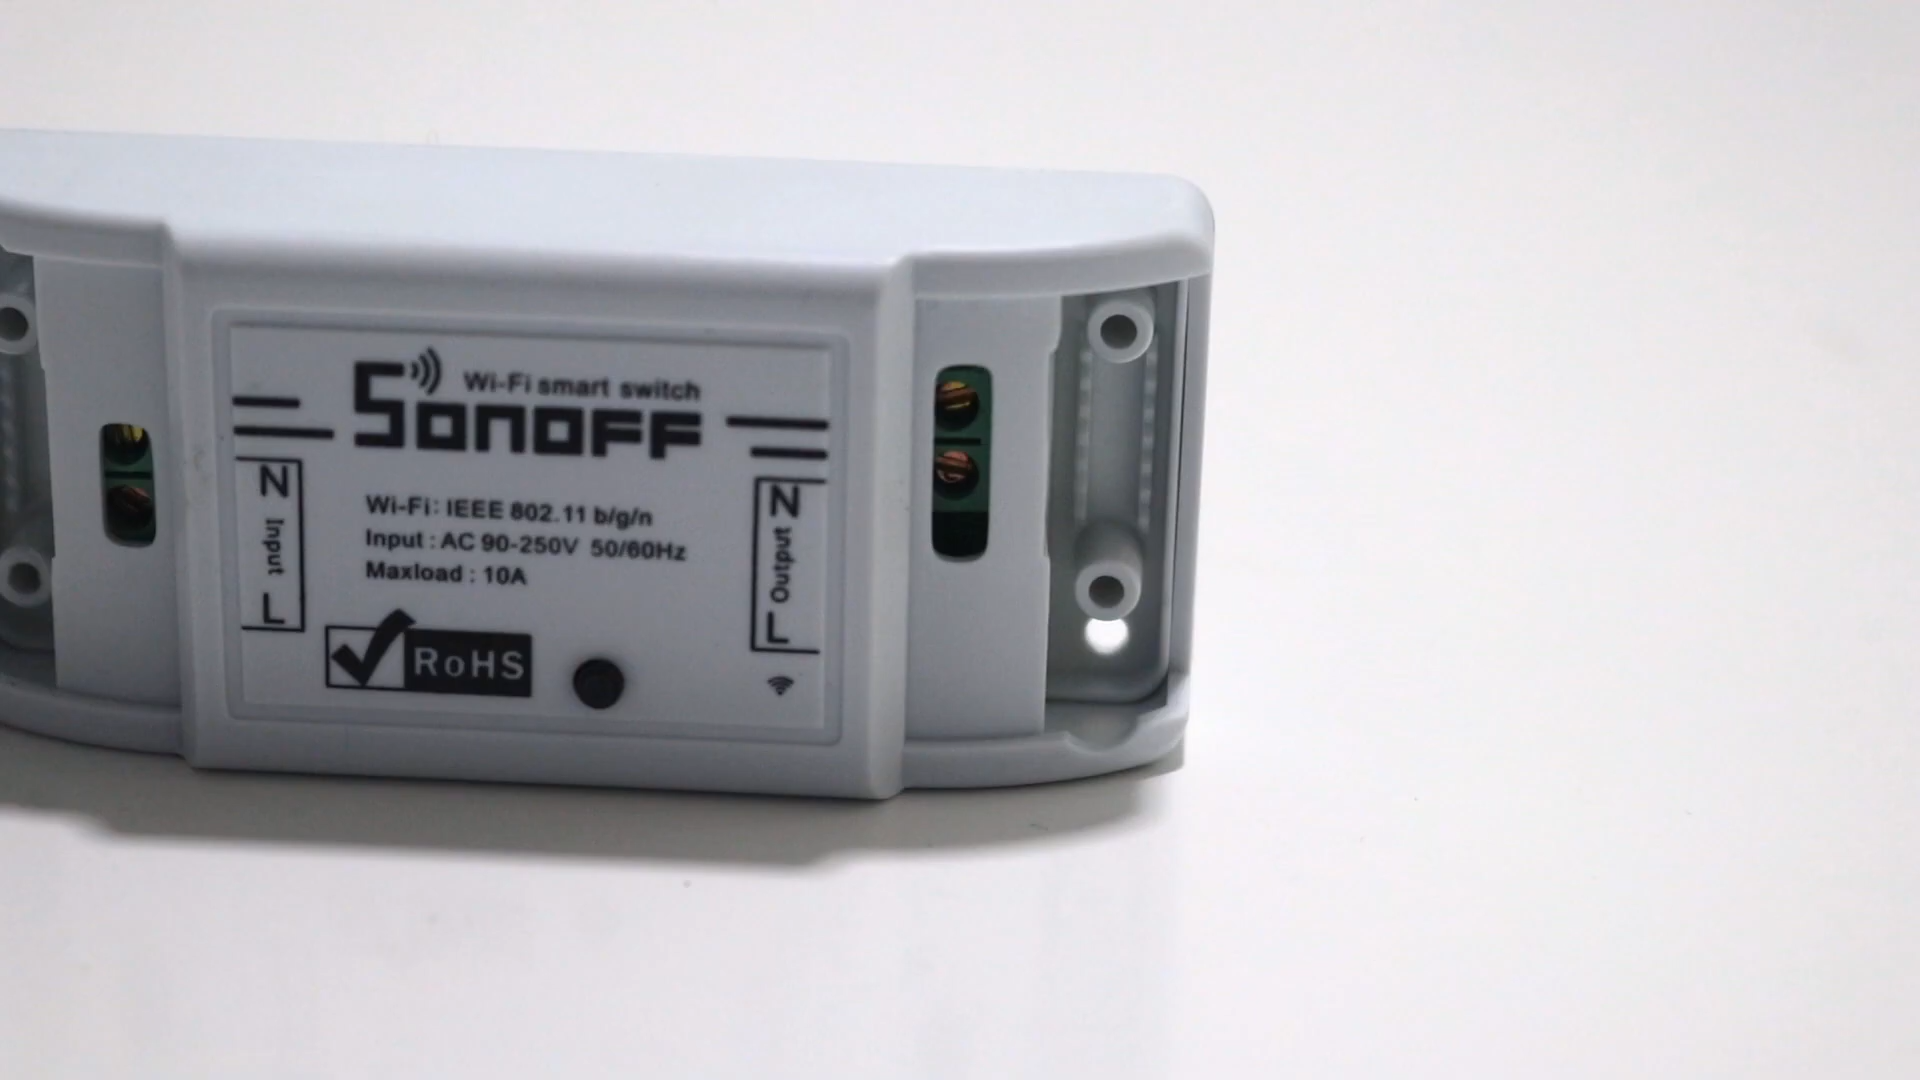 Wi-Fi smart switch
SONOFF
N Input L
Wi-Fi: IEEE 802.11 b/g/n
Input : AC 90-250V 50/60Hz
Maxload : 10A
N Output L
RoHS